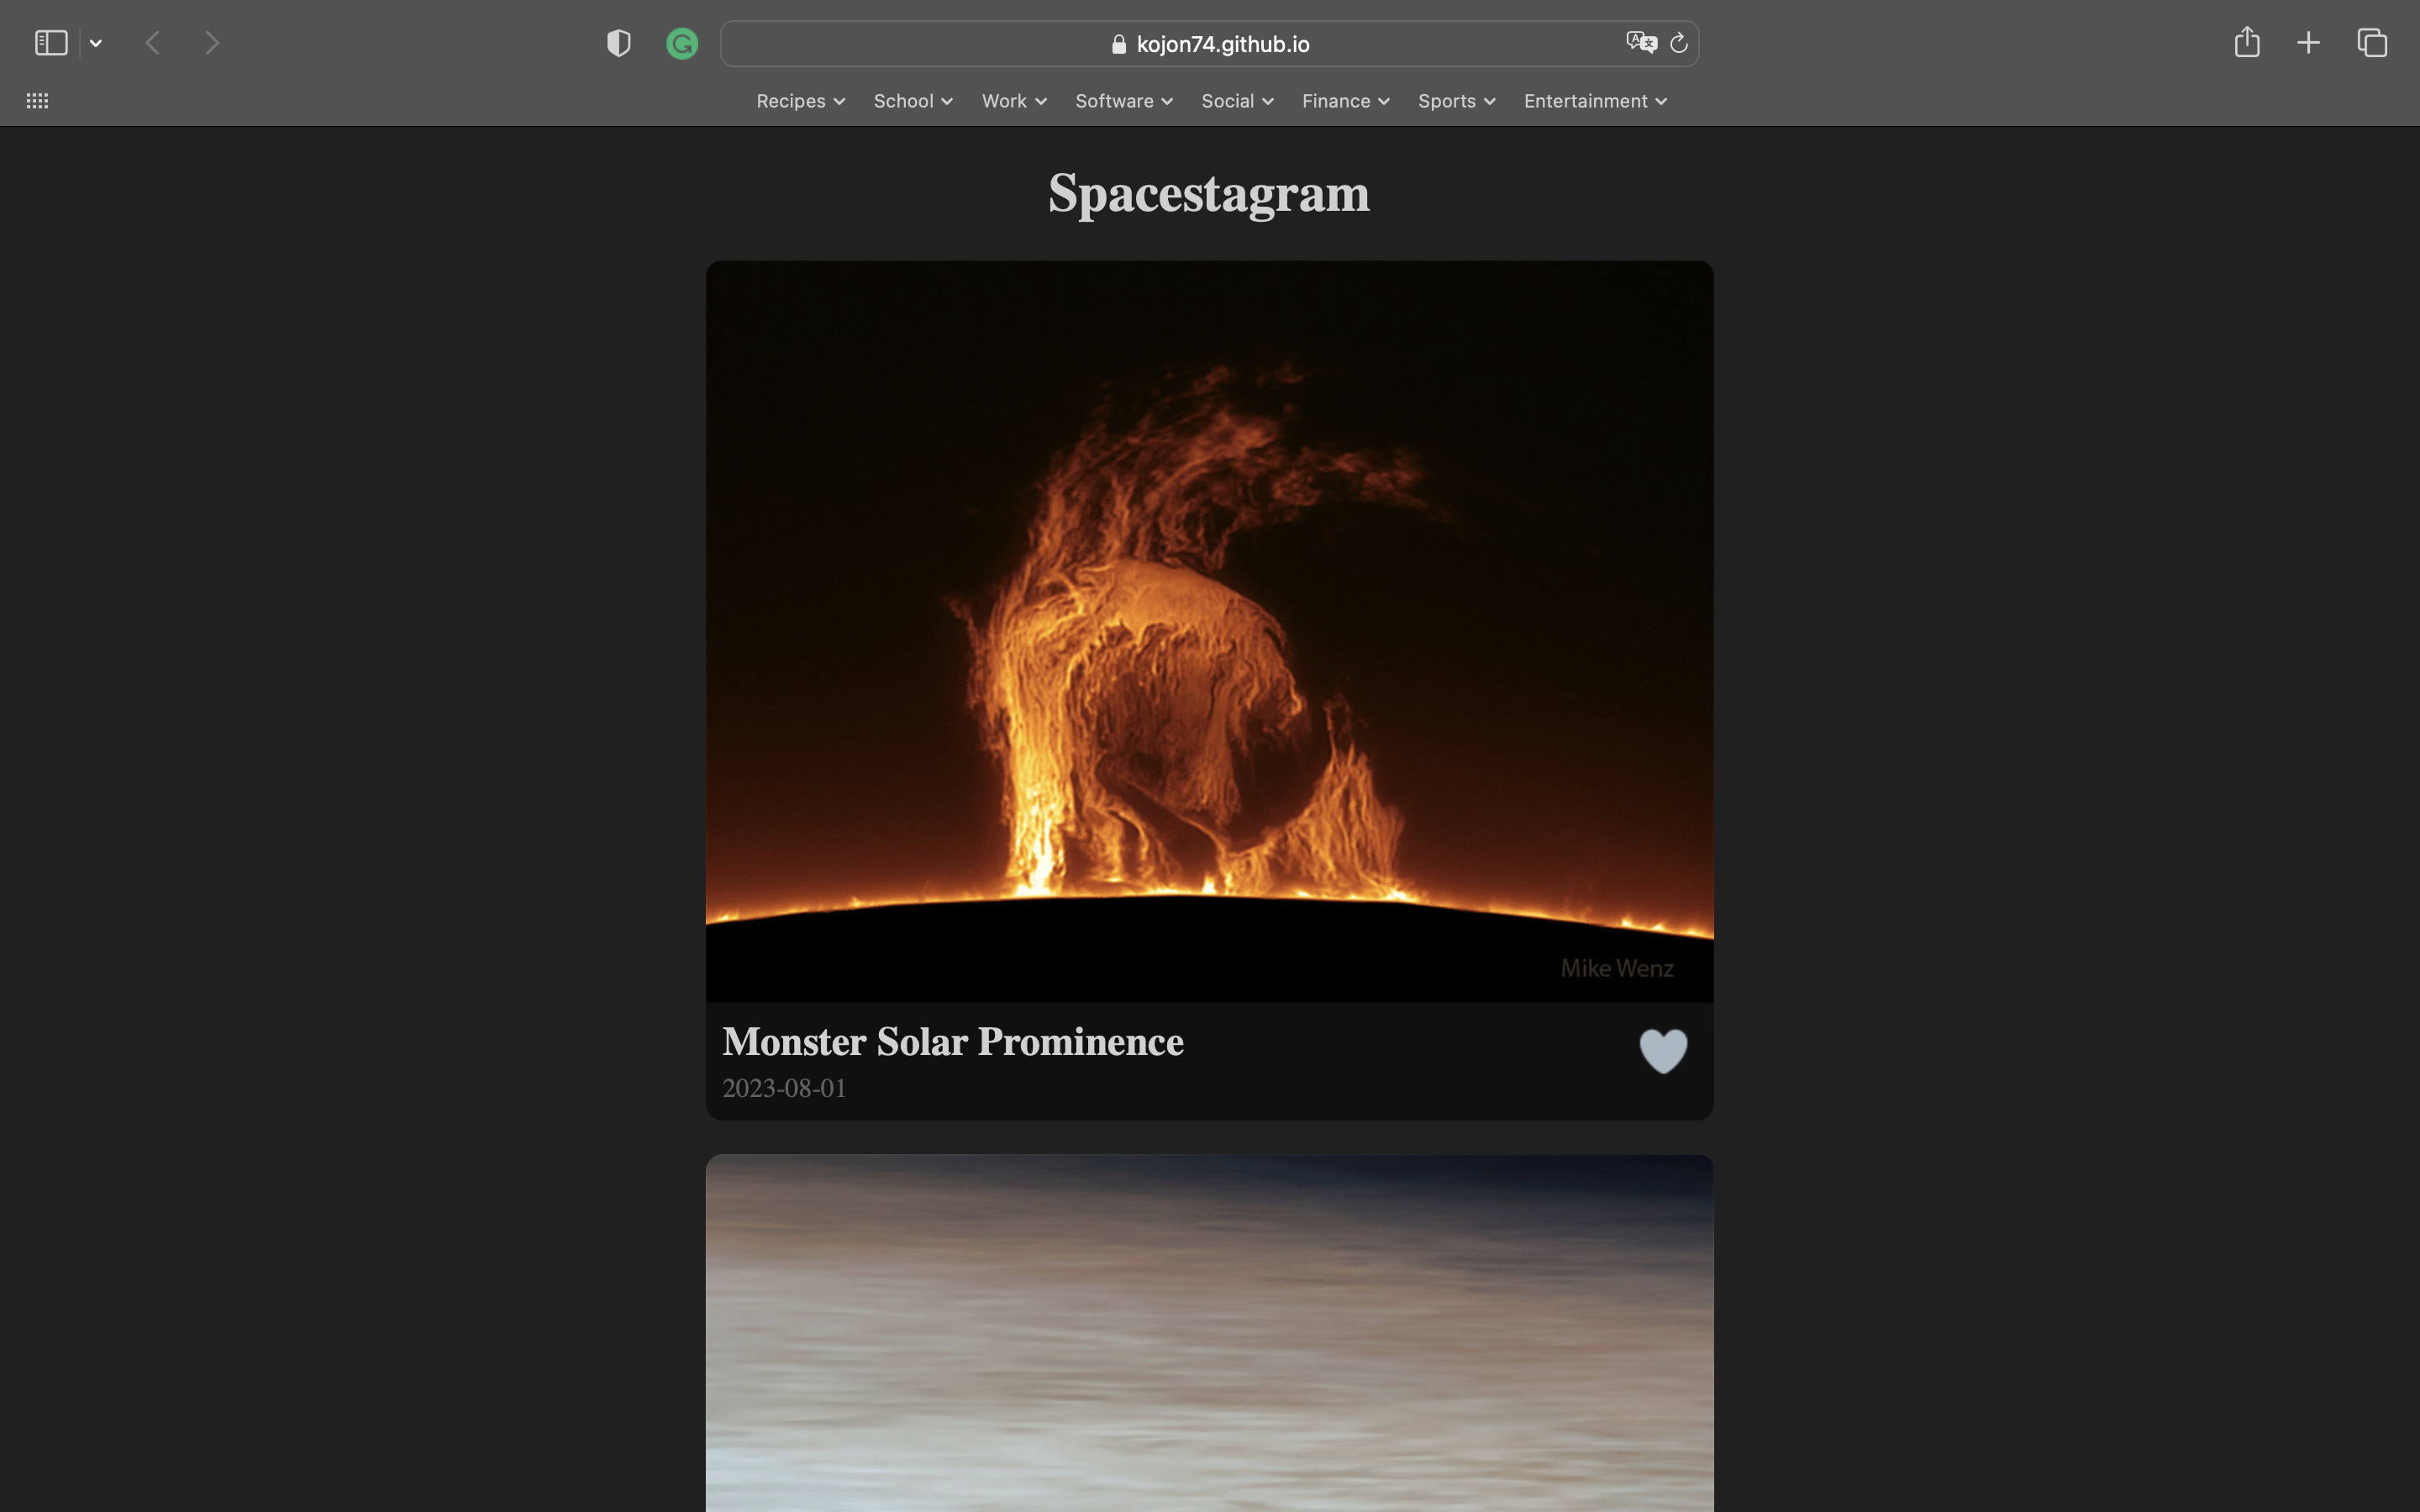 kojon74.github.io
Recipes School Work Software Social Finance Sports Entertainment
Spacestagram
Mike Wenz
Monster Solar Prominence
2023-08-01